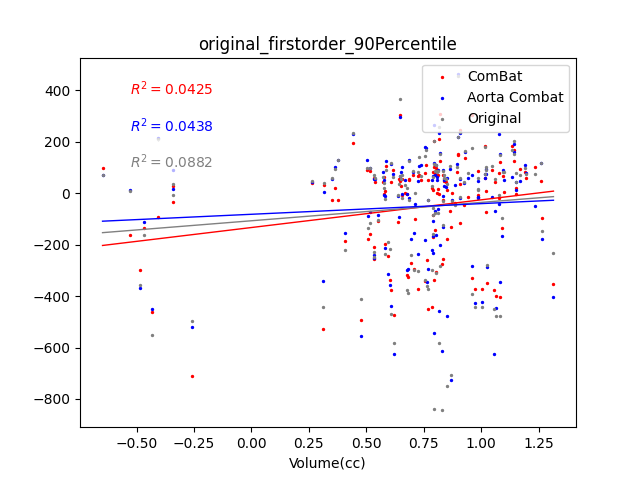 original_firstorder_90Percentile
R² = 0.0425
R² = 0.0438
R² = 0.0882
ComBat
Aorta Combat
Original
400
200
0
−200
−400
−600
−800
−0.50 −0.25 0.00 0.25 0.50 0.75 1.00 1.25
Volume(cc)